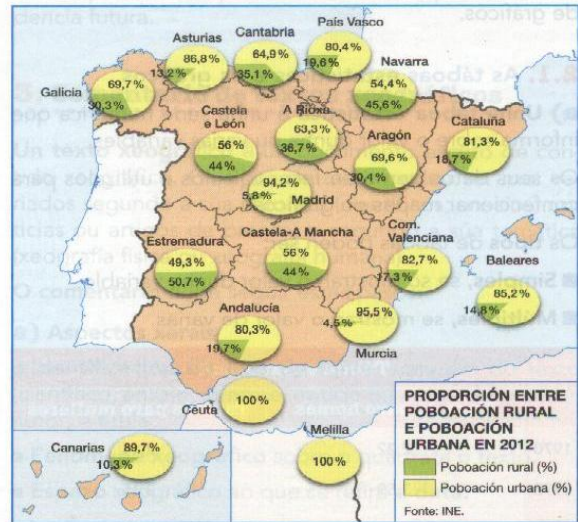 dencia futura.
de gráficos.
País Vasco
80,4%
19,6%
Cantabria
64,9%
35,1%
Asturias
86,8%
13,2%
Navarra
54,4%
45,6%
Galicia
69,7%
30,3%
Castela
e León
56%
44%
A Rioxa
63,3%
36,7%
Aragón
69,6%
30,4%
Cataluña
81,3%
18,7%
94,2%
5,8%
Madrid
Estremadura
49,3%
50,7%
Castela-A Mancha
56%
44%
Com.
Valenciana
82,7%
17,3%
Baleares
85,2%
14,8%
Andalucía
80,3%
19,7%
95,5%
4,5%
Murcia
Ceuta
100%
Melilla
100%
Canarias
89,7%
10,3%
PROPORCIÓN ENTRE
POBOACIÓN RURAL
E POBOACIÓN
URBANA EN 2012
Poboación rural (%)
Poboación urbana (%)
Fonte: INE.